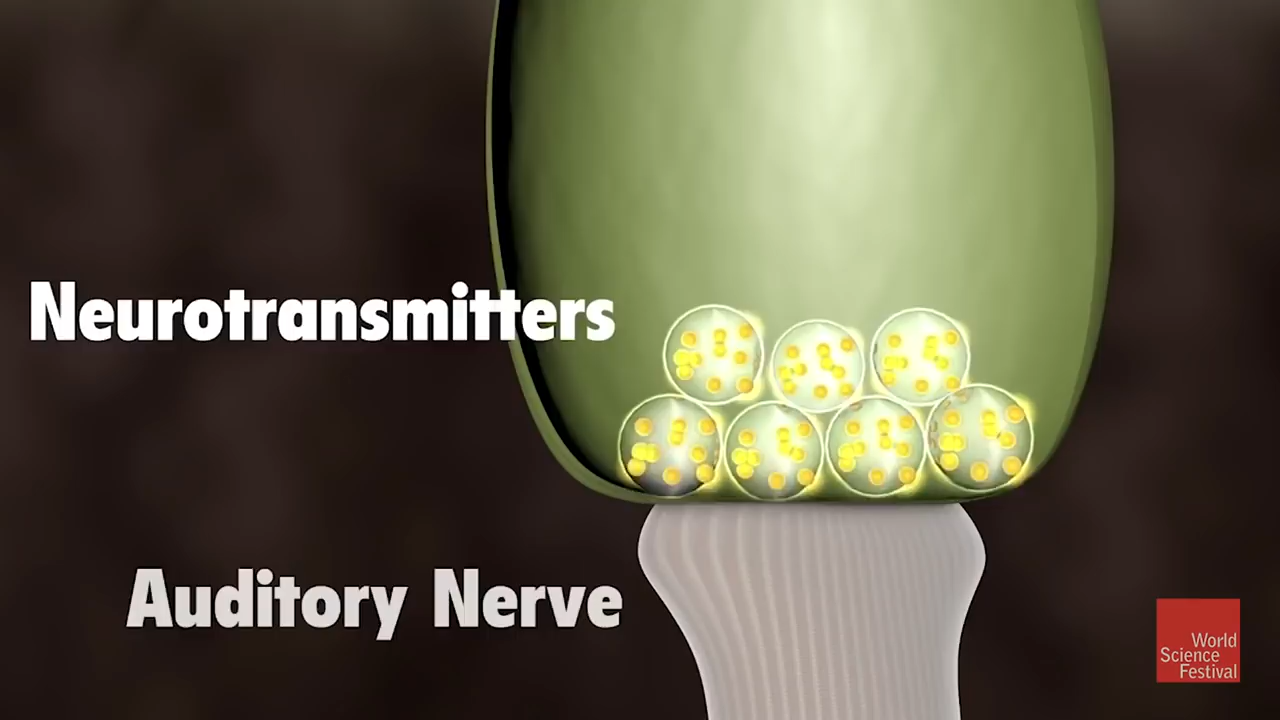 Neurotransmitters
Auditory Nerve
World
Science
Festival